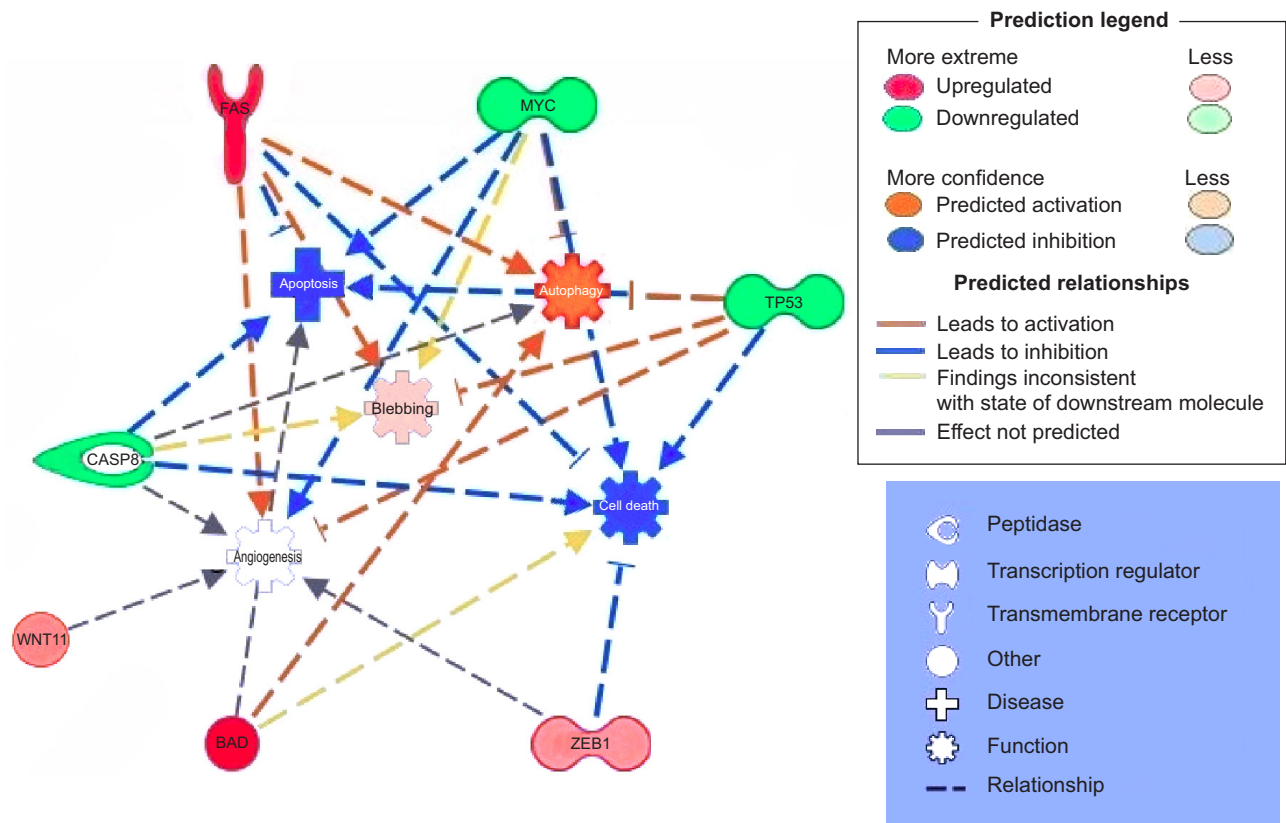 FAS
MYC
Apoptosis
Autophagy
TP53
Blebbing
CASP8
Cell death
Angiogenesis
WNT11
BAD
ZEB1
Prediction legend
More extreme Less
Upregulated
Downregulated
More confidence Less
Predicted activation
Predicted inhibition
Predicted relationships
Leads to activation
Leads to inhibition
Findings inconsistent
with state of downstream molecule
Effect not predicted
Peptidase
Transcription regulator
Transmembrane receptor
Other
Disease
Function
Relationship